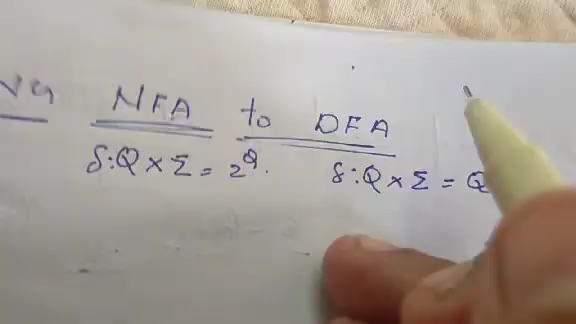 NFA to DFA
δ:Q×Σ = 2^Q. δ:Q×Σ = Q